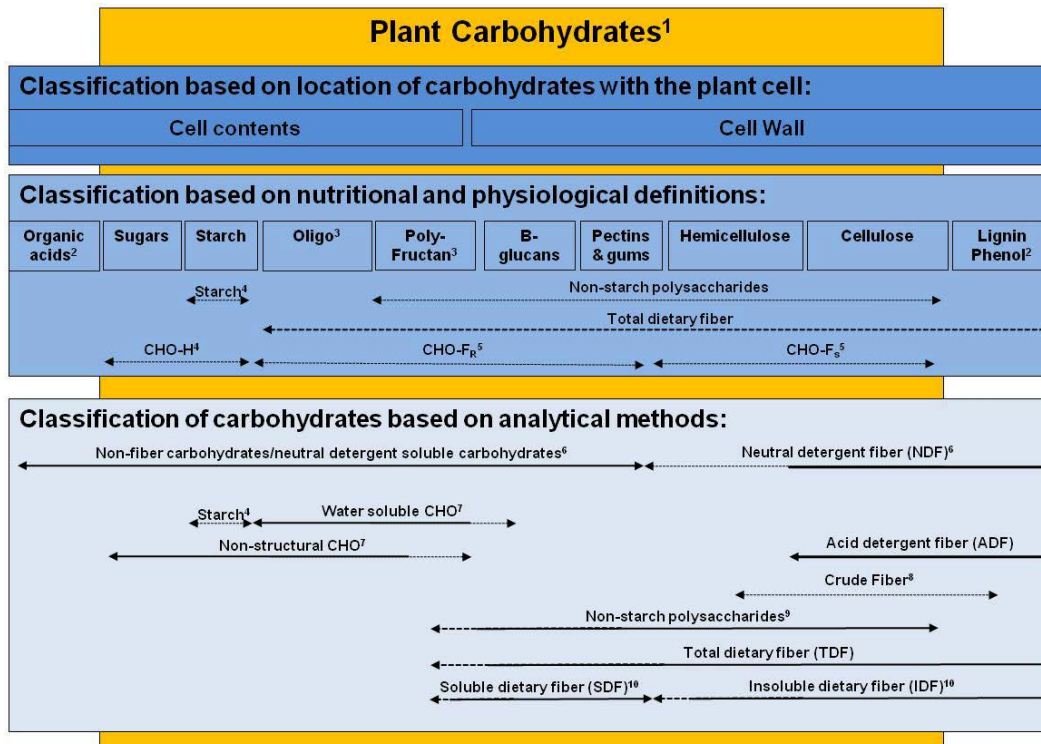 Plant Carbohydrates¹
Classification based on location of carbohydrates with the plant cell:
Cell contents
Cell Wall
Classification based on nutritional and physiological definitions:
Organic
acids²
Sugars
Starch
Oligo³
Poly-
Fructan³
B-
glucans
Pectins
& gums
Hemicellulose
Cellulose
Lignin
Phenol²
Starch⁴
Non-starch polysaccharides
Total dietary fiber
CHO-H⁴
CHO-F_R⁵
CHO-F_S⁵
Classification of carbohydrates based on analytical methods:
Non-fiber carbohydrates/neutral detergent soluble carbohydrates⁶
Neutral detergent fiber (NDF)⁶
Starch⁴
Water soluble CHO⁷
Non-structural CHO⁷
Acid detergent fiber (ADF)
Crude Fiber⁸
Non-starch polysaccharides⁹
Total dietary fiber (TDF)
Soluble dietary fiber (SDF)¹⁰
Insoluble dietary fiber (IDF)¹⁰